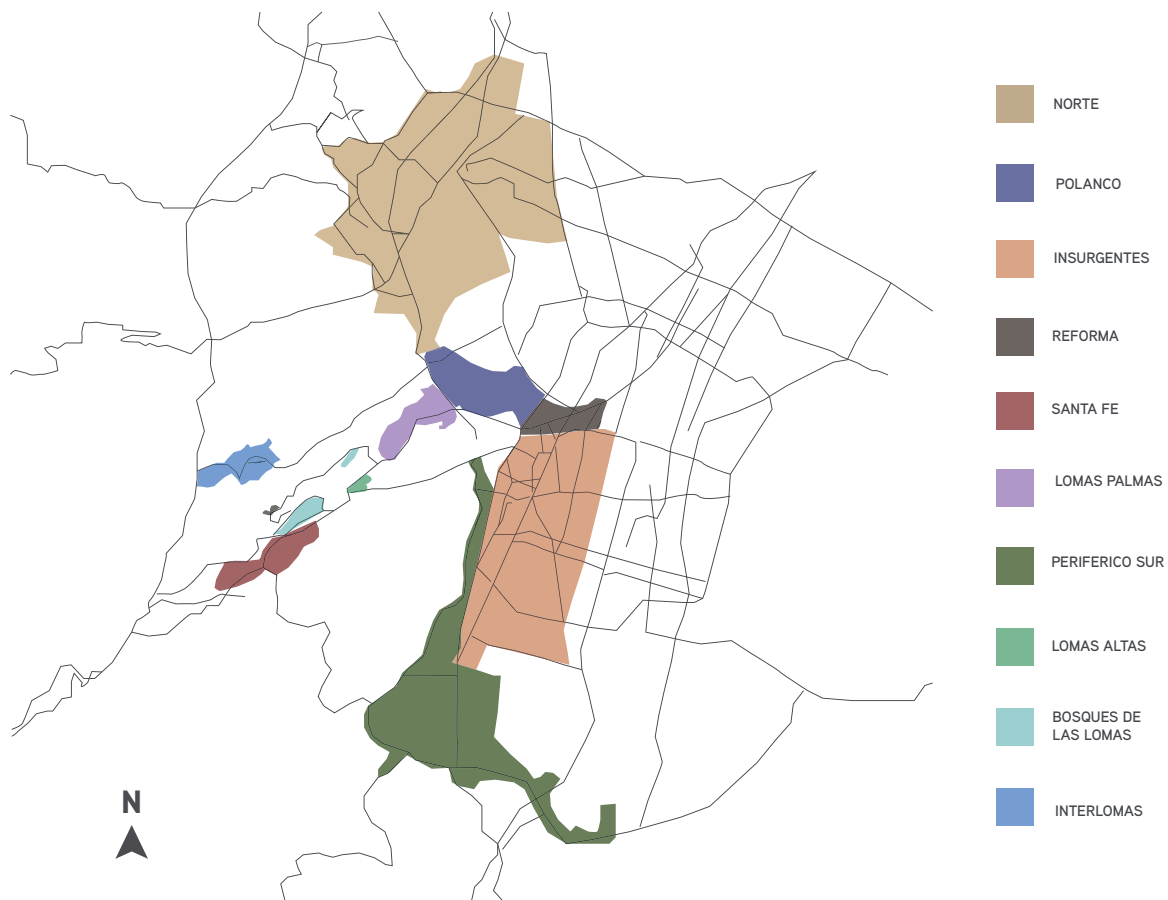 NORTE
POLANCO
INSURGENTES
REFORMA
SANTA FE
LOMAS PALMAS
PERIFERICO SUR
LOMAS ALTAS
BOSQUES DE
LAS LOMAS
INTERLOMAS
N